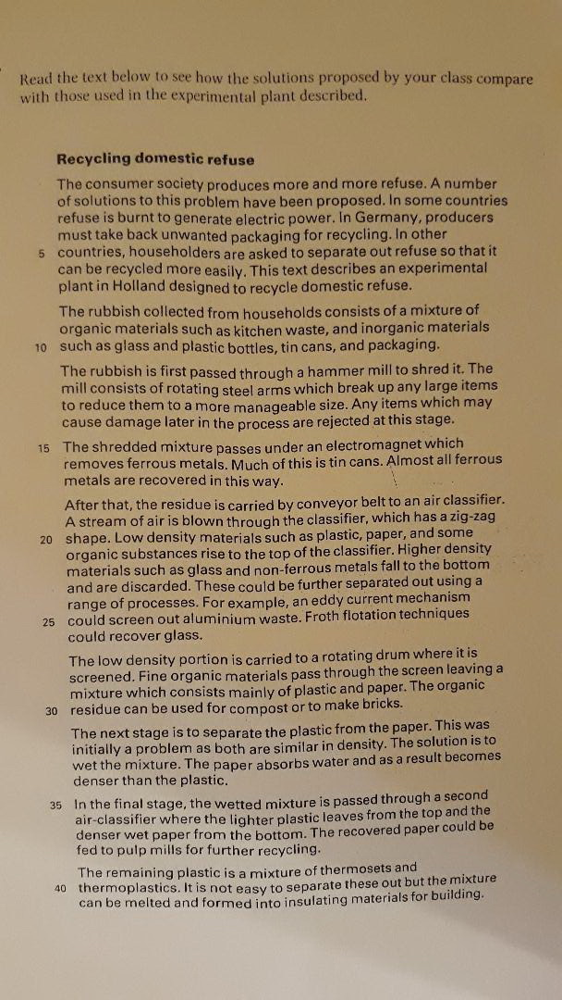 Read the text below to see how the solutions proposed by your class compare
with those used in the experimental plant described.
Recycling domestic refuse
The consumer society produces more and more refuse. A number
of solutions to this problem have been proposed. In some countries
refuse is burnt to generate electric power. In Germany, producers
must take back unwanted packaging for recycling. In other
5 countries, householders are asked to separate out refuse so that it
can be recycled more easily. This text describes an experimental
plant in Holland designed to recycle domestic refuse.
The rubbish collected from households consists of a mixture of
organic materials such as kitchen waste, and inorganic materials
10 such as glass and plastic bottles, tin cans, and packaging.
The rubbish is first passed through a hammer mill to shred it. The
mill consists of rotating steel arms which break up any large items
to reduce them to a more manageable size. Any items which may
cause damage later in the process are rejected at this stage.
15 The shredded mixture passes under an electromagnet which
removes ferrous metals. Much of this is tin cans. Almost all ferrous
metals are recovered in this way.
After that, the residue is carried by conveyor belt to an air classifier.
A stream of air is blown through the classifier, which has a zig-zag
20 shape. Low density materials such as plastic, paper, and some
organic substances rise to the top of the classifier. Higher density
materials such as glass and non-ferrous metals fall to the bottom
and are discarded. These could be further separated out using a
range of processes. For example, an eddy current mechanism
25 could screen out aluminium waste. Froth flotation techniques
could recover glass.
The low density portion is carried to a rotating drum where it is
screened. Fine organic materials pass through the screen leaving a
mixture which consists mainly of plastic and paper. The organic
30 residue can be used for compost or to make bricks.
The next stage is to separate the plastic from the paper. This was
initially a problem as both are similar in density. The solution is to
wet the mixture. The paper absorbs water and as a result becomes
denser than the plastic.
35 In the final stage, the wetted mixture is passed through a second
air-classifier where the lighter plastic leaves from the top and the
denser wet paper from the bottom. The recovered paper could be
fed to pulp mills for further recycling.
The remaining plastic is a mixture of thermosets and
40 thermoplastics. It is not easy to separate these out but the mixture
can be melted and formed into insulating materials for building.